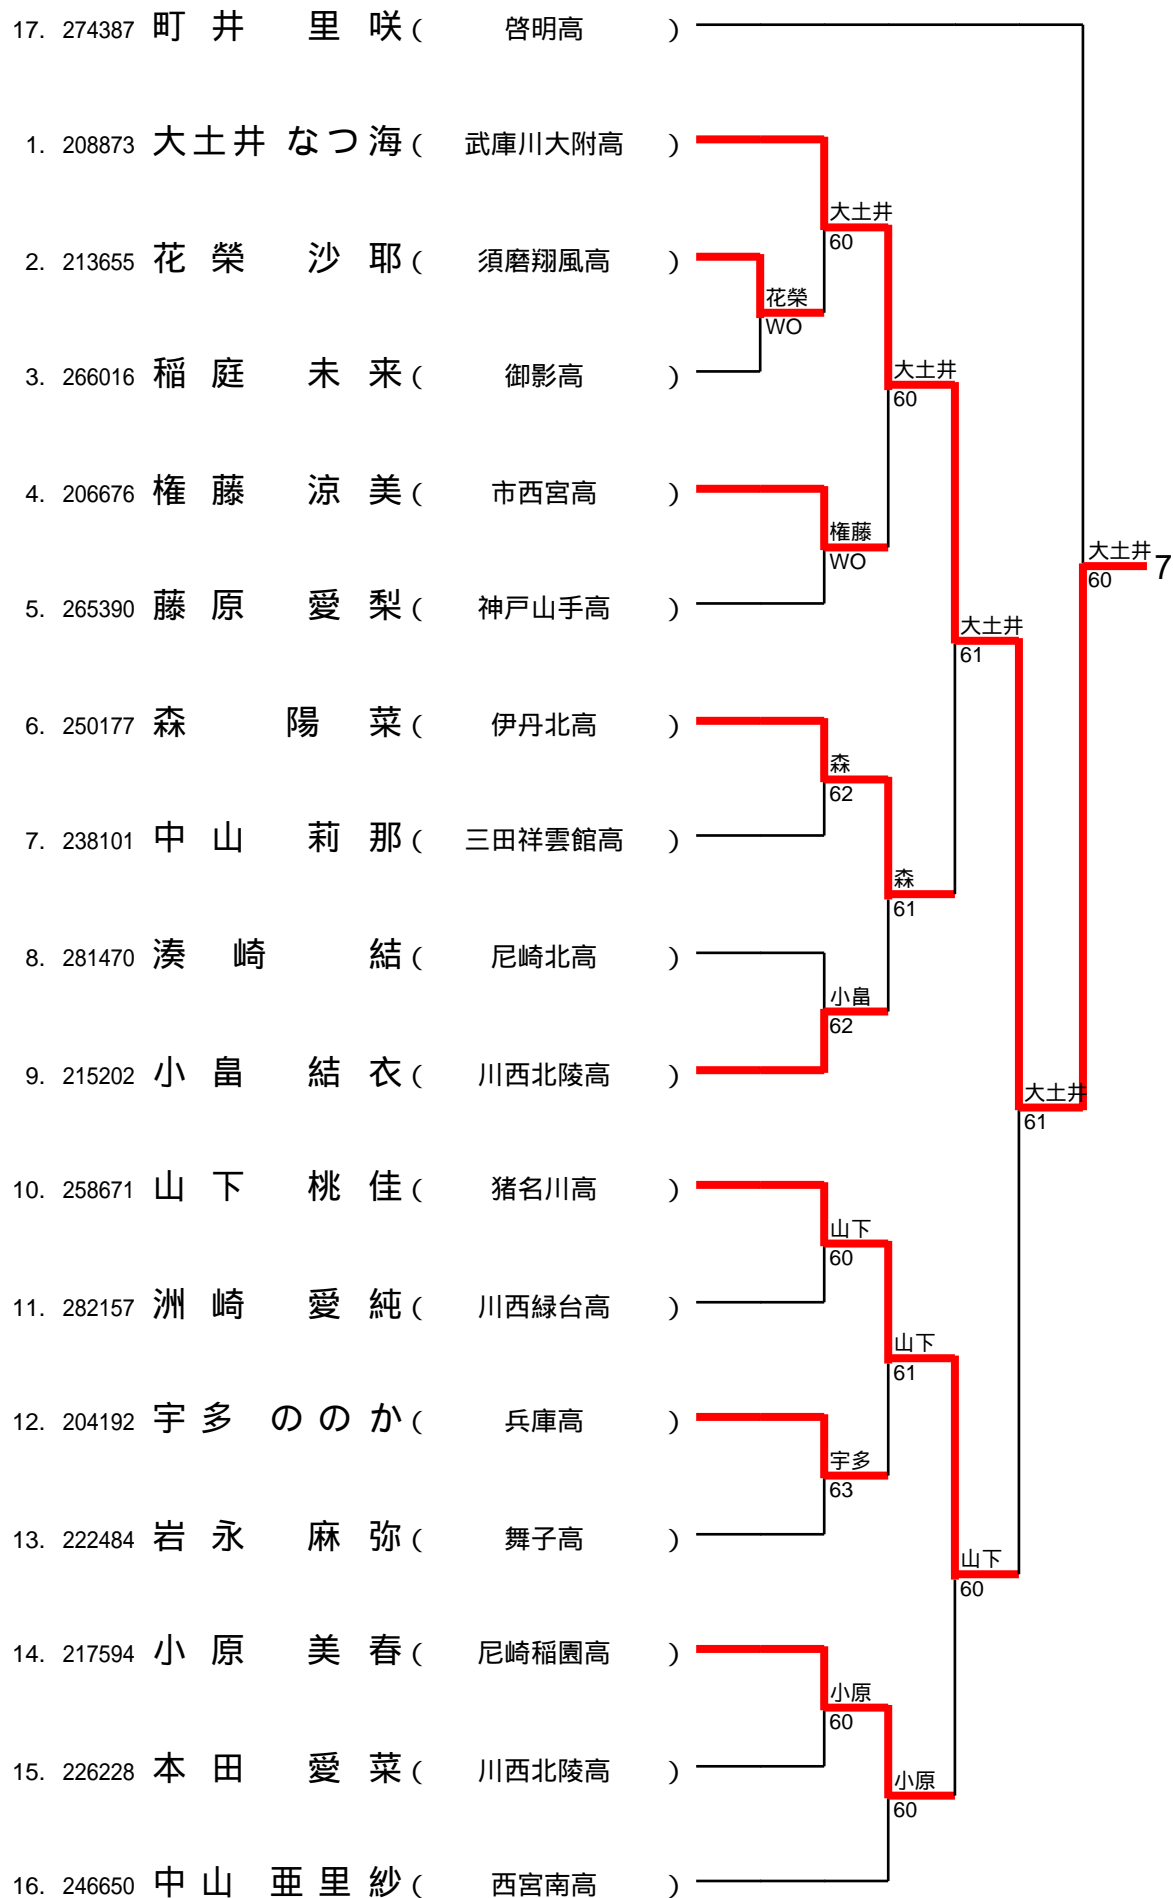 17. 274387 町井 里咲 ( 啓明高 )
1. 208873 大土井 なつ海 ( 武庫川大附高 )
大土井
60
2. 213655 花榮 沙耶 ( 須磨翔風高 )
花榮
WO
3. 266016 稲庭 未来 ( 御影高 )
大土井
60
4. 206676 権藤 涼美 ( 市西宮高 )
権藤
WO
大土井
60
7
5. 265390 藤原 愛梨 ( 神戸山手高 )
大土井
61
6. 250177 森 陽菜 ( 伊丹北高 )
森
62
7. 238101 中山 莉那 ( 三田祥雲館高 )
森
61
8. 281470 湊崎 結 ( 尼崎北高 )
小畠
62
9. 215202 小畠 結衣 ( 川西北陵高 )
大土井
61
10. 258671 山下 桃佳 ( 猪名川高 )
山下
60
11. 282157 洲崎 愛純 ( 川西緑台高 )
山下
61
12. 204192 宇多 ののか ( 兵庫高 )
宇多
63
13. 222484 岩永 麻弥 ( 舞子高 )
山下
60
14. 217594 小原 美春 ( 尼崎稲園高 )
小原
60
15. 226228 本田 愛菜 ( 川西北陵高 )
小原
60
16. 246650 中山 亜里紗 ( 西宮南高 )